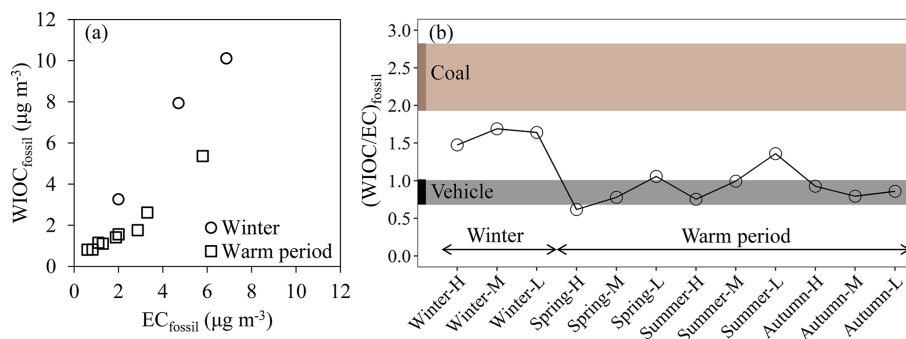 (a)
WIOCfossil (µg m-3)
12
10
8
6
4
2
0
Winter
Warm period
0 2 4 6 8 10 12
ECfossil (µg m-3)
(b)
(WIOC/EC)fossil
3.0
2.5
2.0
1.5
1.0
0.5
0.0
Coal
Vehicle
Winter Warm period
Winter-H
Winter-M
Winter-L
Spring-H
Spring-M
Spring-L
Summer-H
Summer-M
Summer-L
Autumn-H
Autumn-M
Autumn-L